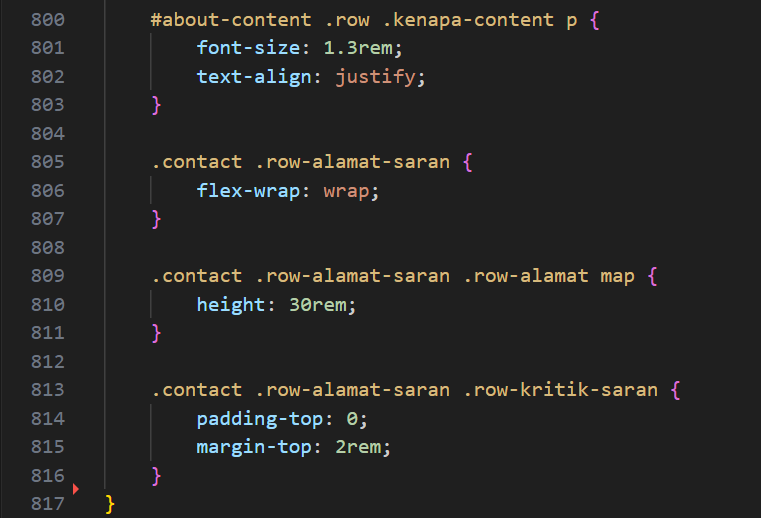 800 #about-content .row .kenapa-content p {
801 font-size: 1.3rem;
802 text-align: justify;
803 }
804
805 .contact .row-alamat-saran {
806 flex-wrap: wrap;
807 }
808
809 .contact .row-alamat-saran .row-alamat map {
810 height: 30rem;
811 }
812
813 .contact .row-alamat-saran .row-kritik-saran {
814 padding-top: 0;
815 margin-top: 2rem;
816 }
817 }